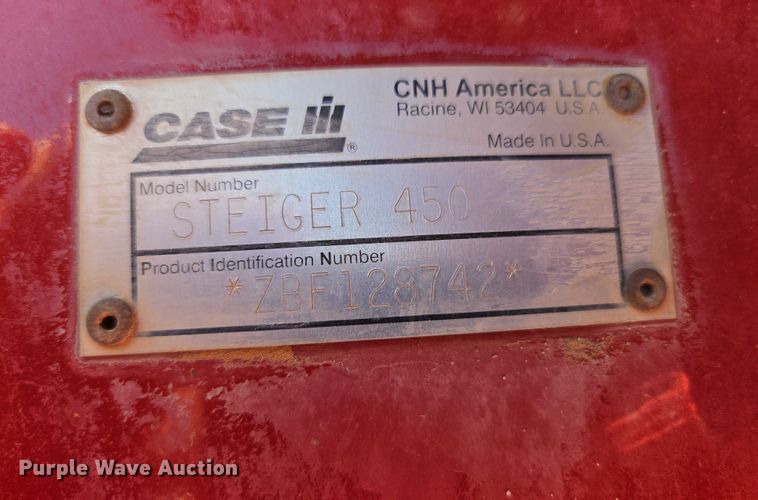 CASE IH ®
CNH America LLC
Racine, WI 53404 U.S.A.
Made In U.S.A.
Model Number
STEIGER 450
Product Identification Number
*ZBF128742*
Purple Wave Auction